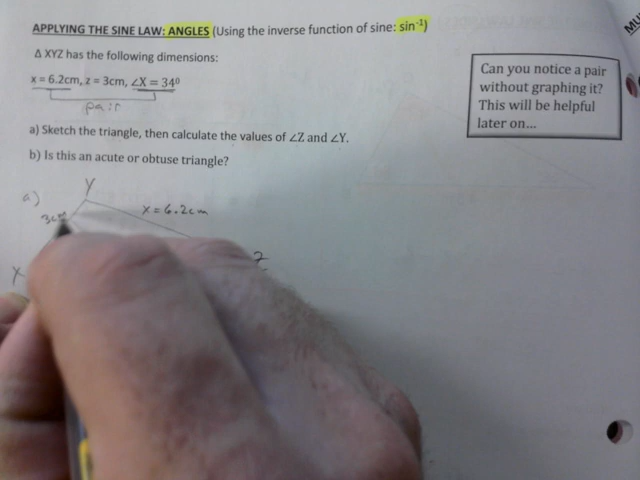 APPLYING THE SINE LAW: ANGLES (Using the inverse function of sine: sin⁻¹)
Δ XYZ has the following dimensions:
x = 6.2cm, z = 3cm, ∠X = 34⁰
pair
Can you notice a pair
without graphing it?
This will be helpful
later on...
a) Sketch the triangle, then calculate the values of ∠Z and ∠Y.
b) Is this an acute or obtuse triangle?
a)
Y
3cm
x = 6.2cm
X
Z
MU